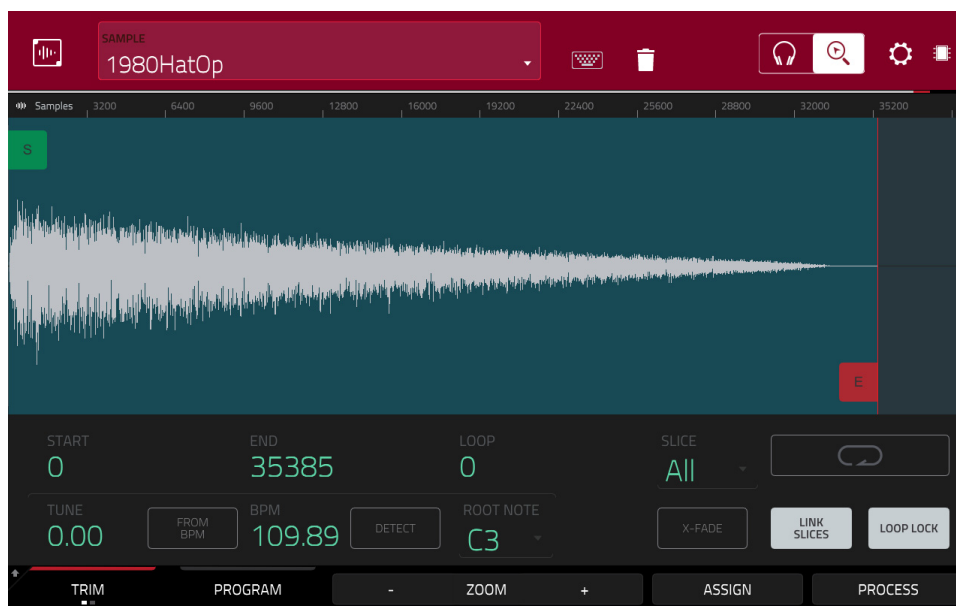 SAMPLE
1980HatOp
Samples 3200 6400 9600 12800 16000 19200 22400 25600 28800 32000 35200
S
E
START END LOOP SLICE
0 35385 0 All
TUNE BPM ROOT NOTE
0.00 FROM BPM 109.89 DETECT C3 X-FADE LINK SLICES LOOP LOCK
TRIM PROGRAM - ZOOM + ASSIGN PROCESS